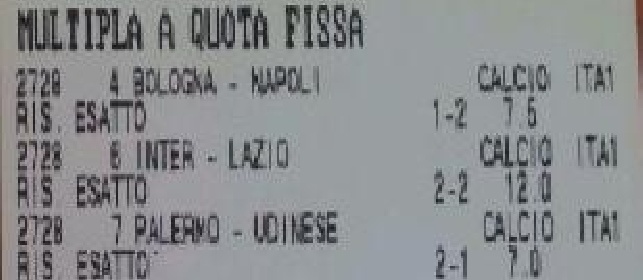 MULTIPLA A QUOTA FISSA
2728 4 BOLOGNA - NAPOLI CALCIO ITA1
RIS. ESATTO 1-2 7.5
2728 6 INTER - LAZIO CALCIO ITA1
RIS. ESATTO 2-2 12.0
2728 7 PALERMO - UDINESE CALCIO ITA1
RIS. ESATTO 2-1 7.0